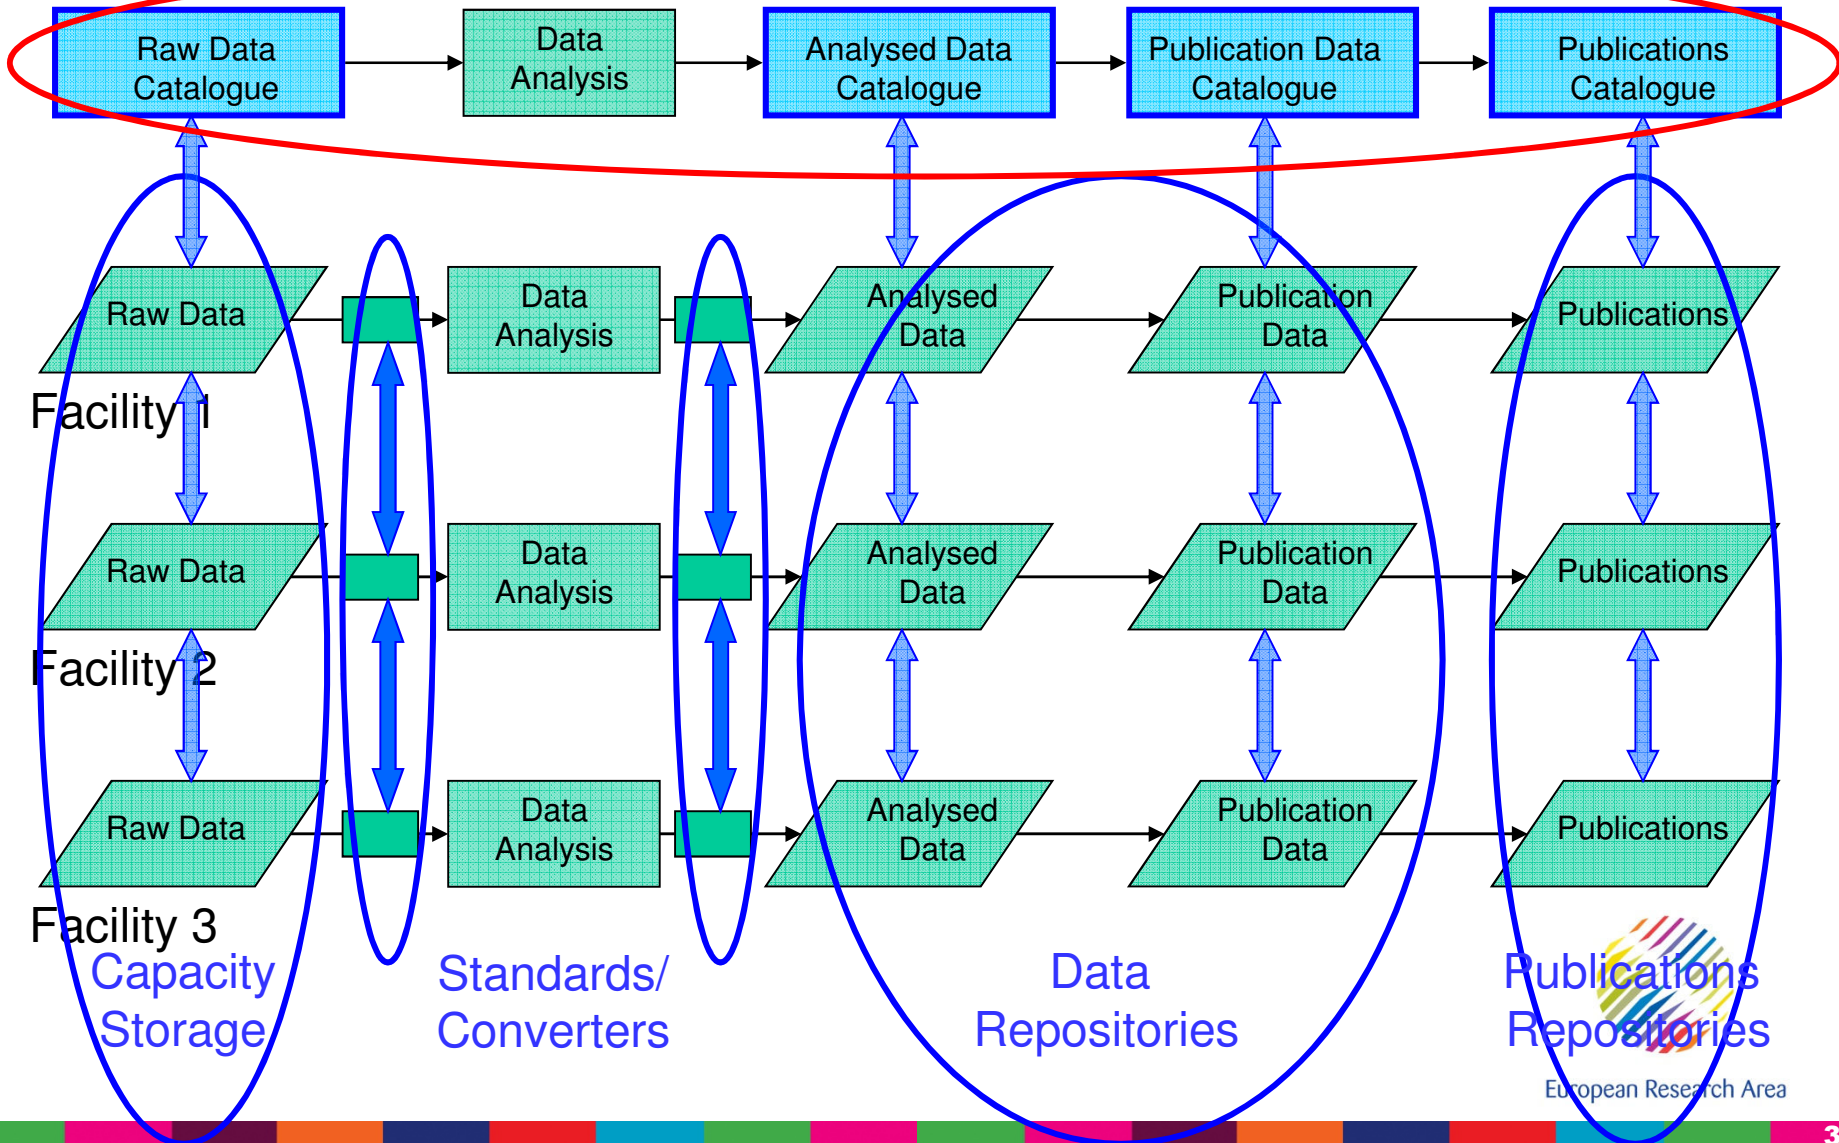 Raw Data
Catalogue
Data
Analysis
Analysed Data
Catalogue
Publication Data
Catalogue
Publications
Catalogue
Raw Data
Data
Analysis
Analysed
Data
Publication
Data
Publications
Facility 1
Raw Data
Data
Analysis
Analysed
Data
Publication
Data
Publications
Facility 2
Raw Data
Data
Analysis
Analysed
Data
Publication
Data
Publications
Facility 3
Capacity
Storage
Standards/
Converters
Data
Repositories
Publications
Repositories
European Research Area